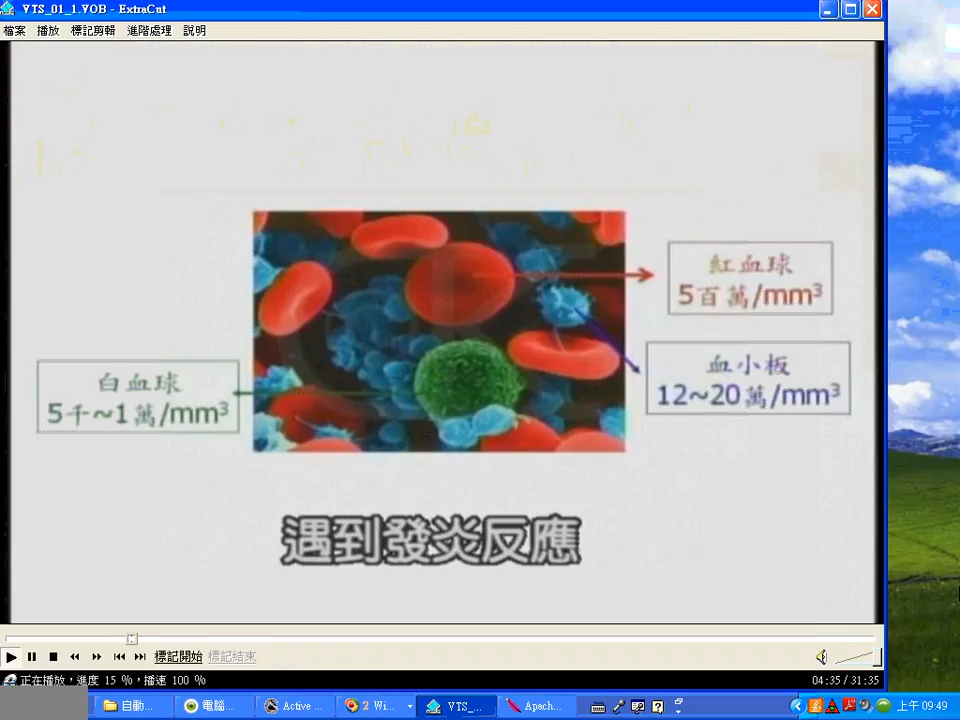 VTS_01_1.VOB - ExtraCut
檔案 播放 標記剪輯 進階處理 說明
紅血球
5百萬/mm³
血小板
12~20萬/mm³
白血球
5千~1萬/mm³
遇到發炎反應
標記開始 標記結束
正在播放，進度 15 %，播速 100 %
04:35 / 31:35
自動... 電腦... Active ... 2 Wi... VTS_... Apach... 上午 09:49